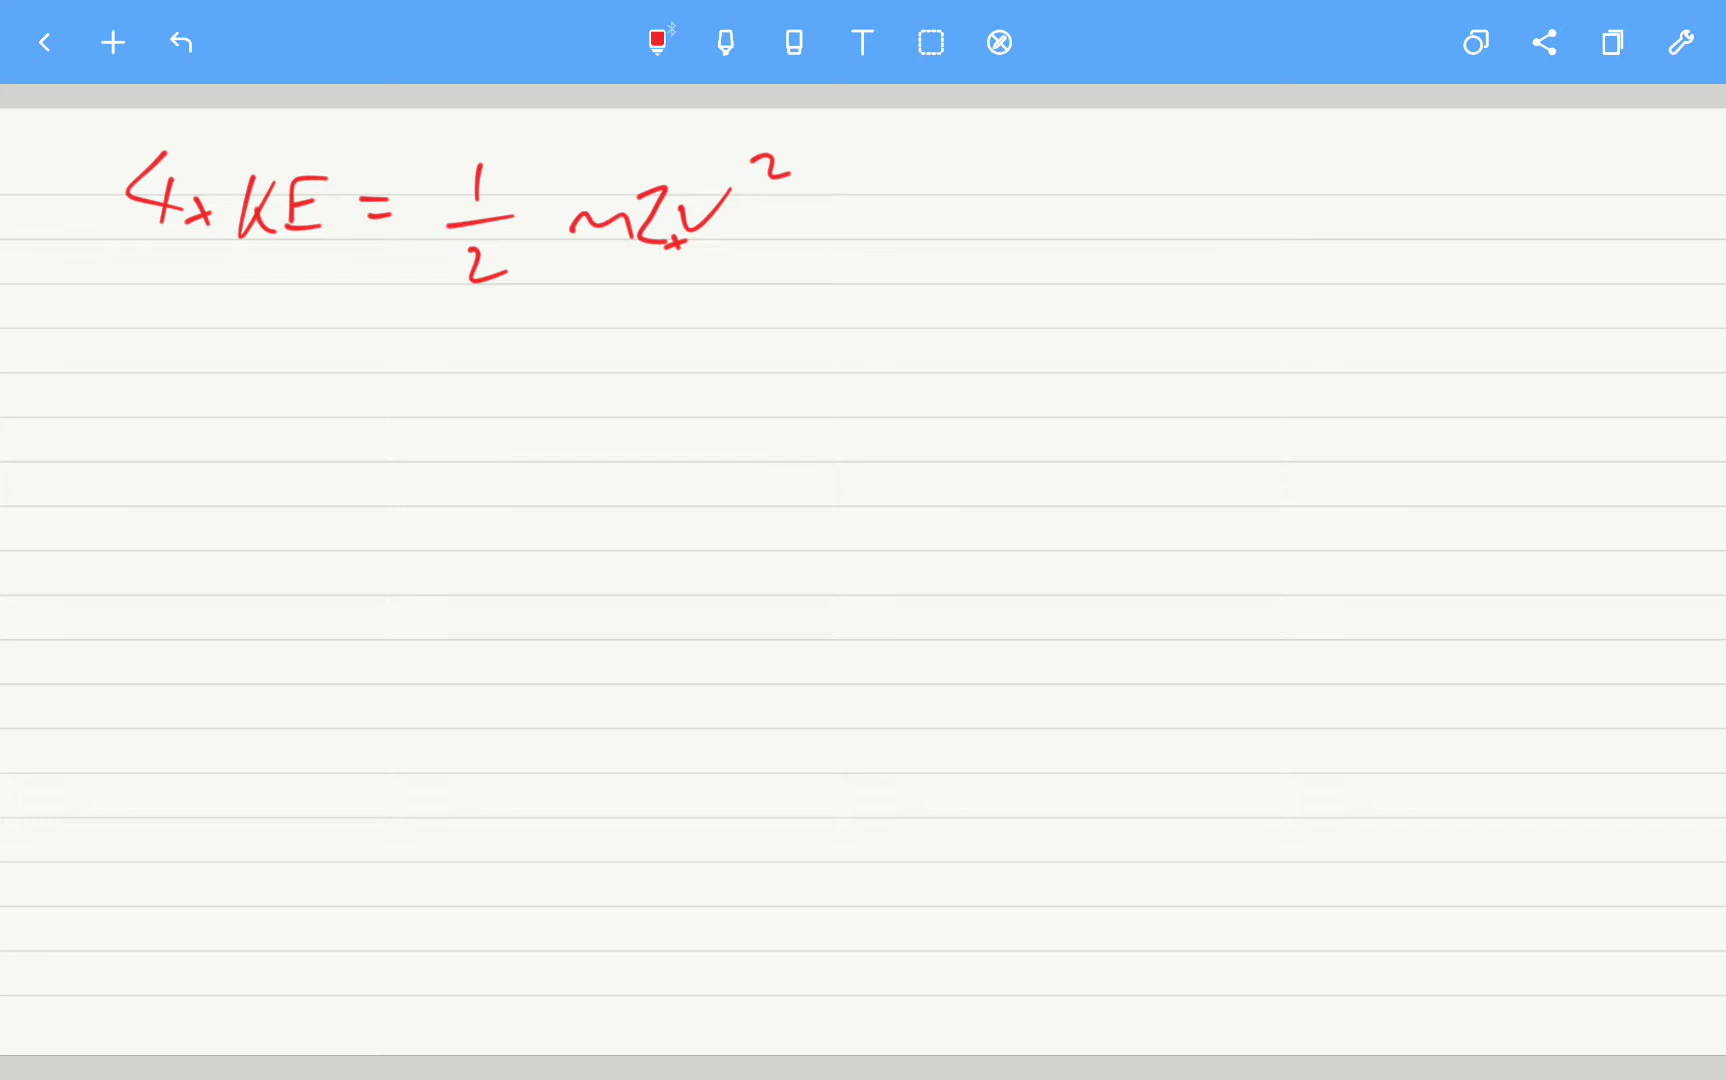 4x KE = 1/2 m2xv²